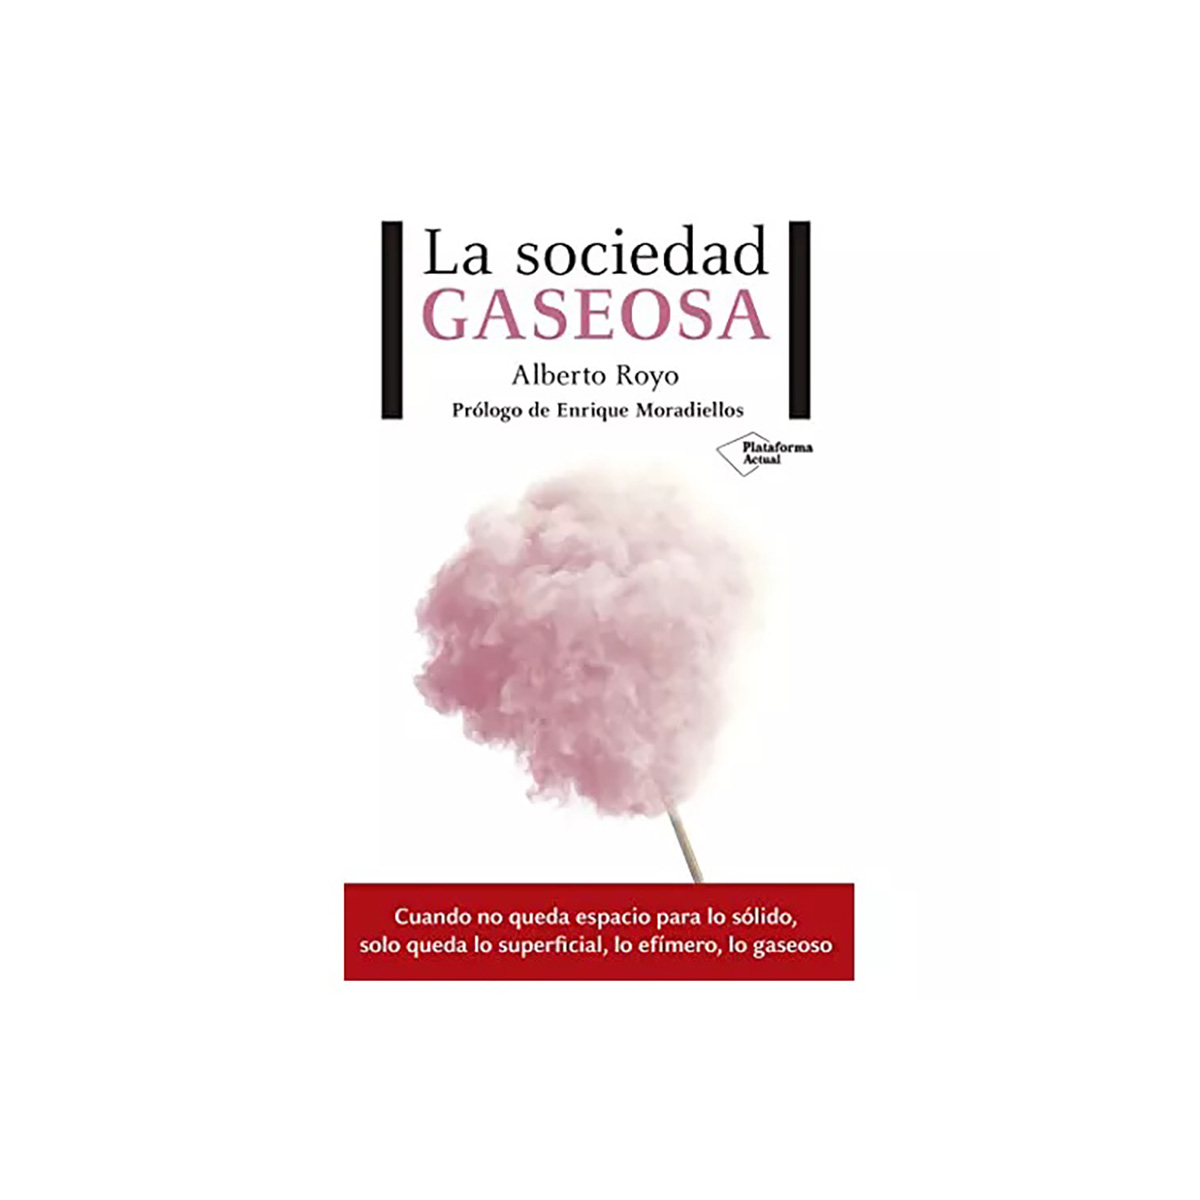 La sociedad
GASEOSA
Alberto Royo
Prólogo de Enrique Moradiellos
Plataforma
Actual
Cuando no queda espacio para lo sólido,
solo queda lo superficial, lo efímero, lo gaseoso